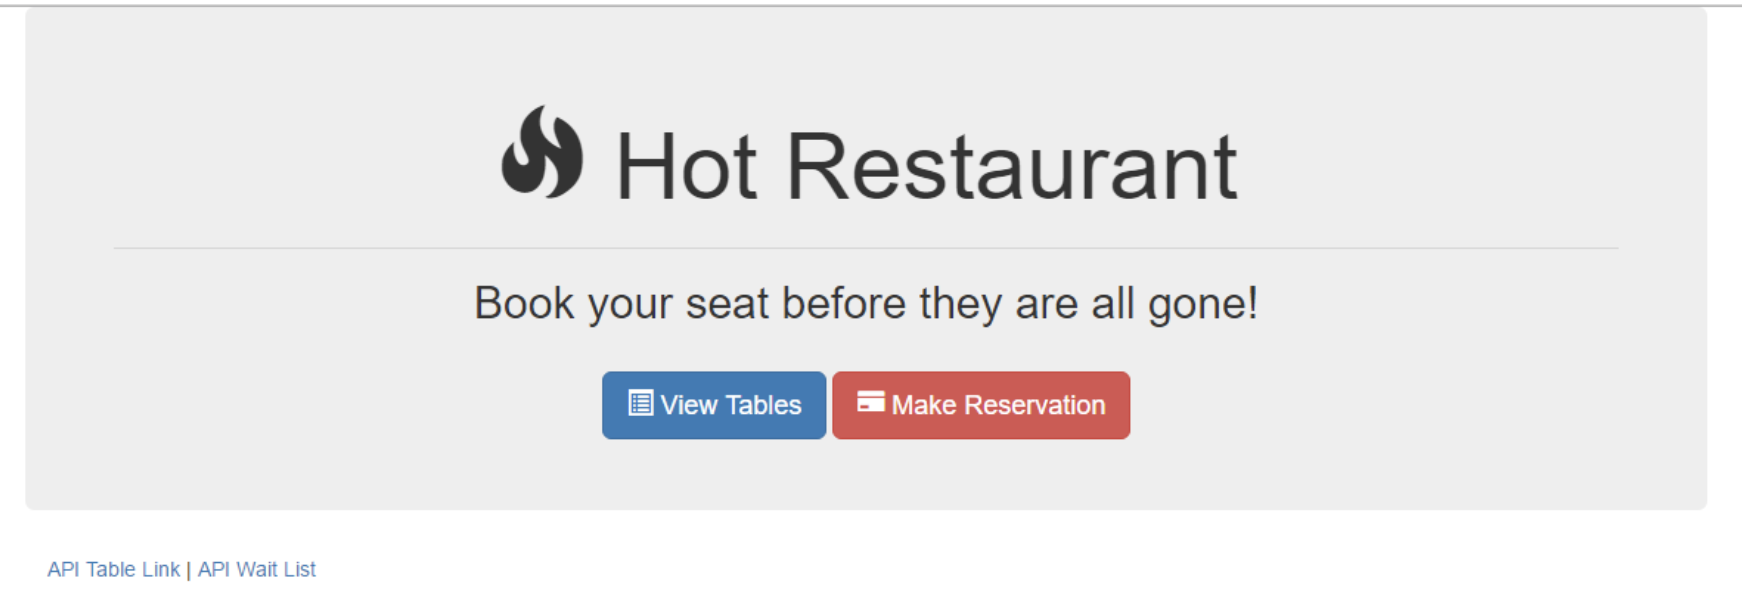 Hot Restaurant
Book your seat before they are all gone!
View Tables Make Reservation
API Table Link | API Wait List